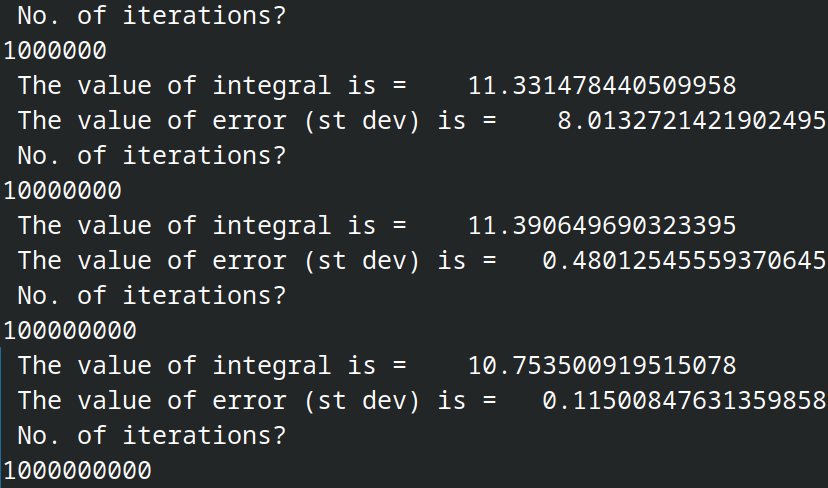 No. of iterations?
1000000
The value of integral is = 11.331478440509958
The value of error (st dev) is = 8.0132721421902495
No. of iterations?
10000000
The value of integral is = 11.390649690323395
The value of error (st dev) is = 0.48012545559370645
No. of iterations?
100000000
The value of integral is = 10.753500919515078
The value of error (st dev) is = 0.11500847631359858
No. of iterations?
1000000000